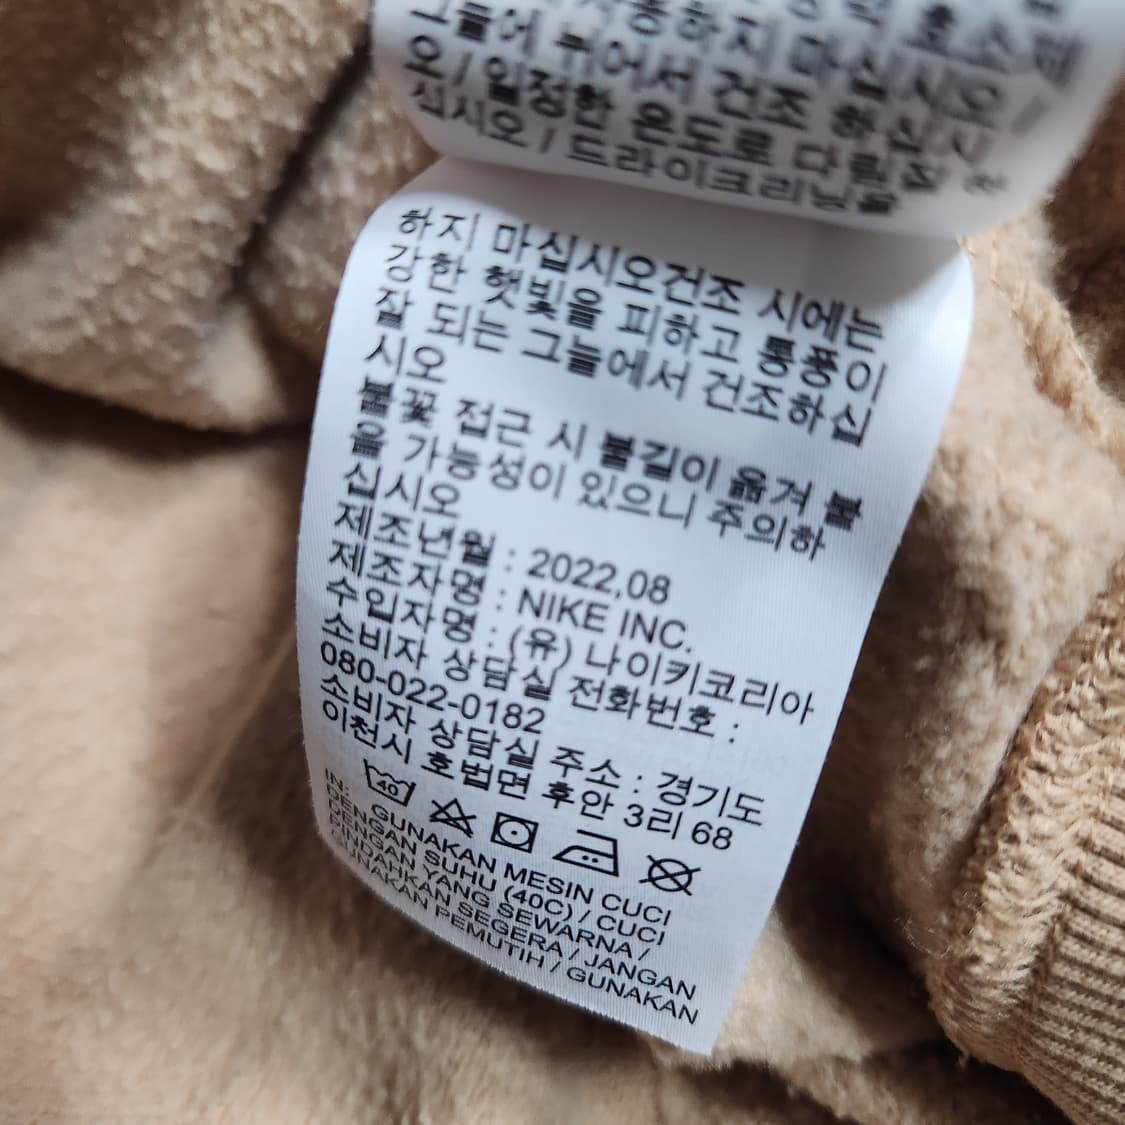 하지 마십시오
그늘에 뉘어서 건조 하십시
오 / 일정한 온도로 다림질 하
십시오 / 드라이크리닝을
하지 마십시오건조 시에는
강한 햇빛을 피하고 통풍이
잘 되는 그늘에서 건조하십
시오
불꽃 접근 시 불길이 옮겨 붙
을 가능성이 있으니 주의하
십시오
제조년월 : 2022,08
제조자명 : NIKE INC.
수입자명 : (유) 나이키코리아
소비자 상담실 전화번호 :
080-022-0182
소비자 상담실 주소 : 경기도
이천시 호법면 후안 3리 68
40
IN: GUNAKAN MESIN CUCI
DENGAN SUHU (40C) / CUCI
DENGAN YANG SEWARNA /
PINDAHKAN SEGERA / JANGAN
GUNAKAN PEMUTIH / GUNAKAN